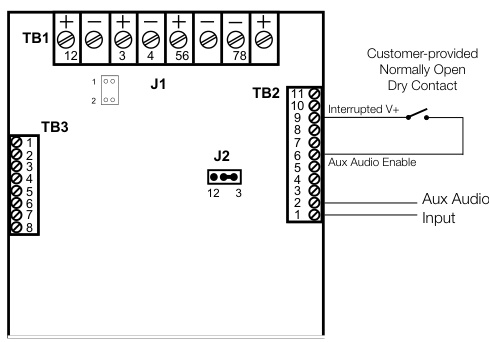 + − + − + − +
TB1
12 3 4 56 78
Customer-provided
Normally Open
Dry Contact
1
2
J1
TB2
11
10
9
8
7
6
5
4
3
2
1
Interrupted V+
Aux Audio Enable
Aux Audio
Input
TB3
1
2
3
4
5
6
7
8
J2
12 3